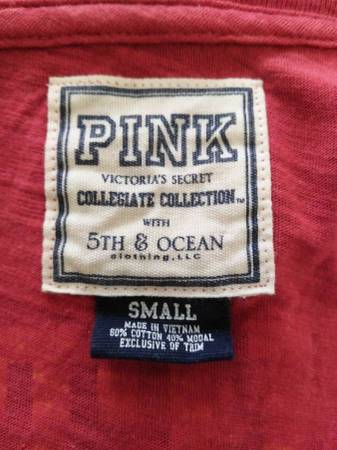 PINK
VICTORIA'S SECRET
COLLEGIATE COLLECTION™
WITH
5TH & OCEAN
clothing, LLC
SMALL
MADE IN VIETNAM
60% COTTON 40% MODAL
EXCLUSIVE OF TRIM